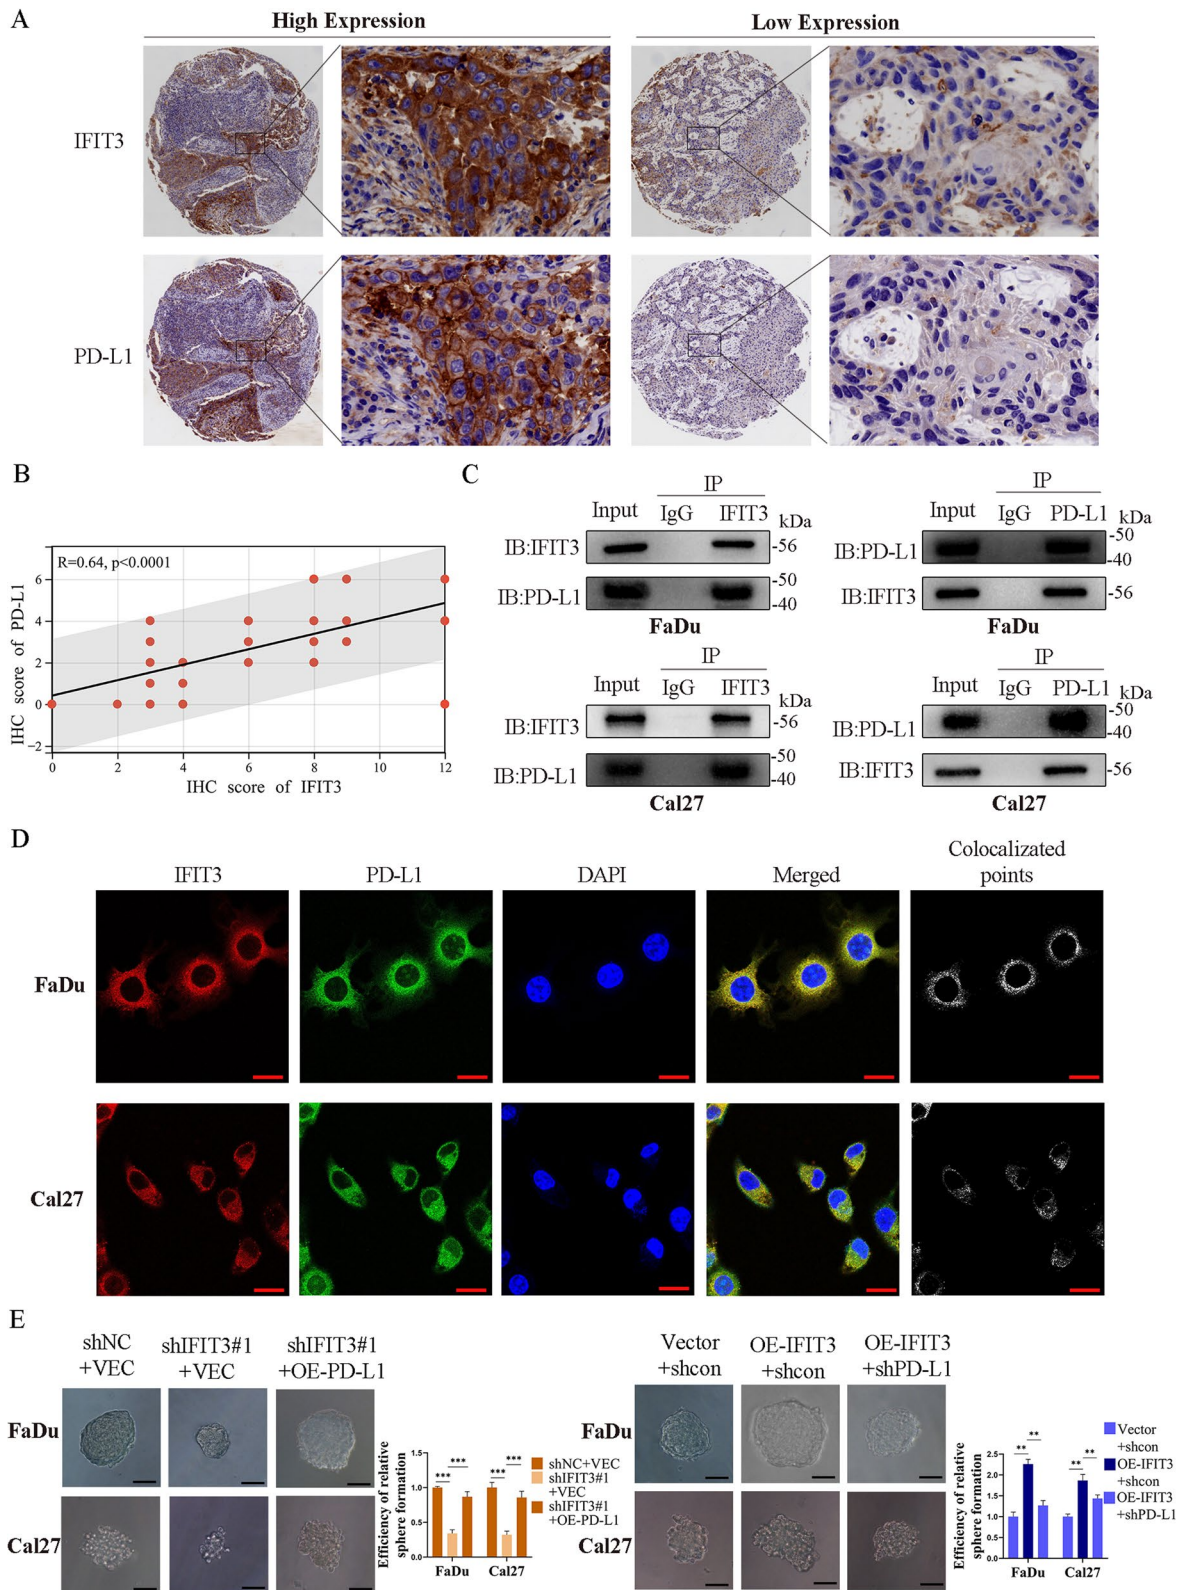 A
High Expression
Low Expression
IFIT3
PD-L1
B
R=0.64, p<0.0001
IHC score of PD-L1
6
4
2
0
−2
0 2 4 6 8 10 12
IHC score of IFIT3
C
IP
Input IgG IFIT3 kDa
IB:IFIT3 -56
IB:PD-L1 -50
-40
FaDu
IP
Input IgG PD-L1 kDa
IB:PD-L1 -50
-40
IB:IFIT3 -56
FaDu
IP
Input IgG IFIT3 kDa
IB:IFIT3 -56
IB:PD-L1 -50
-40
Cal27
IP
Input IgG PD-L1 kDa
IB:PD-L1 -50
-40
IB:IFIT3 -56
Cal27
D
IFIT3 PD-L1 DAPI Merged Colocalizated
points
FaDu
Cal27
E
shNC
+VEC
shIFIT3#1
+VEC
shIFIT3#1
+OE-PD-L1
FaDu
Cal27
Efficiency of relative
sphere formation
1.5
1.0
0.5
0.0
*** ***
*** ***
FaDu Cal27
shNC+VEC
shIFIT3#1
+VEC
shIFIT3#1
+OE-PD-L1
Vector
+shcon
OE-IFIT3
+shcon
OE-IFIT3
+shPD-L1
FaDu
Cal27
Efficiency of relative
sphere formation
2.5
2.0
1.5
1.0
0.5
0.0
** **
** **
FaDu Cal27
Vector
+shcon
OE-IFIT3
+shcon
OE-IFIT3
+shPD-L1